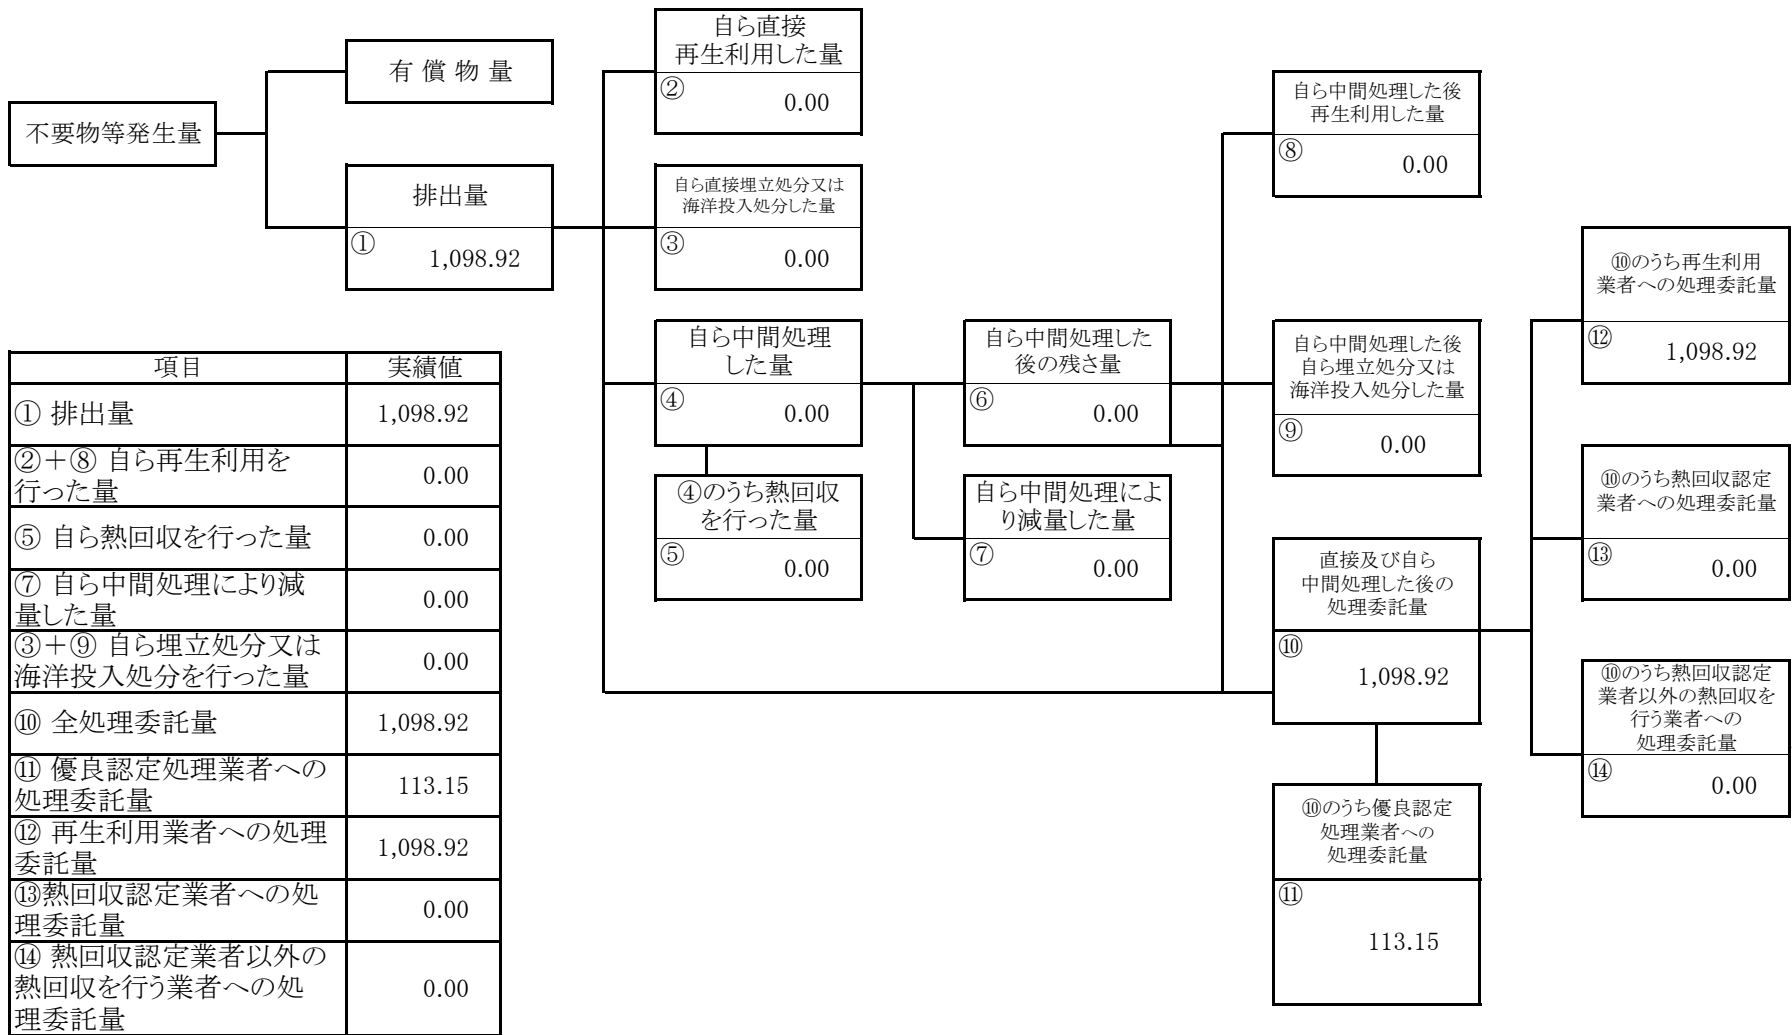 不要物等発生量
有 償 物 量
排出量
①
1,098.92
自ら直接
再生利用した量
②
0.00
自ら直接埋立処分又は
海洋投入処分した量
③
0.00
自ら中間処理
した量
④
0.00
④のうち熱回収
を行った量
⑤
0.00
自ら中間処理した
後の残さ量
⑥
0.00
自ら中間処理によ
り減量した量
⑦
0.00
自ら中間処理した後
再生利用した量
⑧
0.00
自ら中間処理した後
自ら埋立処分又は
海洋投入処分した量
⑨
0.00
直接及び自ら
中間処理した後の
処理委託量
⑩
1,098.92
⑩のうち優良認定
処理業者への
処理委託量
⑪
113.15
⑩のうち再生利用
業者への処理委託量
⑫
1,098.92
⑩のうち熱回収認定
業者への処理委託量
⑬
0.00
⑩のうち熱回収認定
業者以外の熱回収を
行う業者への
処理委託量
⑭
0.00
項目 実績値
① 排出量 1,098.92
②＋⑧ 自ら再生利用を
行った量 0.00
⑤ 自ら熱回収を行った量 0.00
⑦ 自ら中間処理により減
量した量 0.00
③＋⑨ 自ら埋立処分又は
海洋投入処分を行った量 0.00
⑩ 全処理委託量 1,098.92
⑪ 優良認定処理業者への
処理委託量 113.15
⑫ 再生利用業者への処理
委託量 1,098.92
⑬熱回収認定業者への処
理委託量 0.00
⑭ 熱回収認定業者以外の
熱回収を行う業者への処
理委託量 0.00